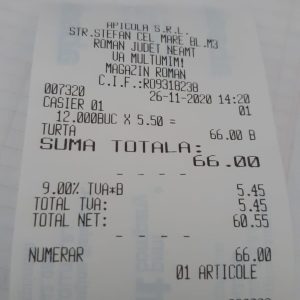 APICOLA S.R.L.
STR.STEFAN CEL MARE BL.M3
ROMAN JUDET NEAMT
VA MULTUMIM!
MAGAZIN ROMAN
C.I.F.:RO9318238
007320 26-11-2020 14:20
CASIER 01 01
12.000BUC X 5.50 =
TURTA 66.00 B
SUMA TOTALA:
66.00
- - - -
9.00% TVA*B 5.45
TOTAL TVA: 5.45
TOTAL NET: 60.55
- - - -
NUMERAR 66.00
01 ARTICOLE